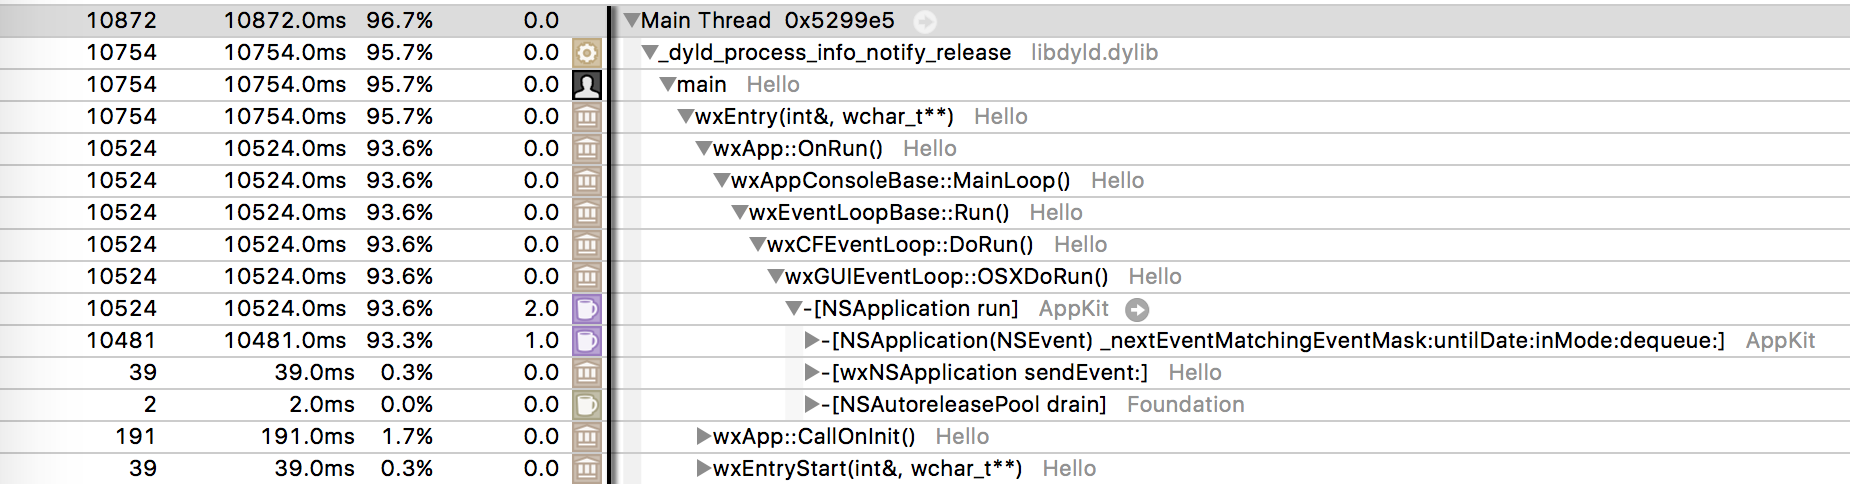 10872 10872.0ms 96.7% 0.0 Main Thread 0x5299e5
10754 10754.0ms 95.7% 0.0 _dyld_process_info_notify_release libdyld.dylib
10754 10754.0ms 95.7% 0.0 main Hello
10754 10754.0ms 95.7% 0.0 wxEntry(int&, wchar_t**) Hello
10524 10524.0ms 93.6% 0.0 wxApp::OnRun() Hello
10524 10524.0ms 93.6% 0.0 wxAppConsoleBase::MainLoop() Hello
10524 10524.0ms 93.6% 0.0 wxEventLoopBase::Run() Hello
10524 10524.0ms 93.6% 0.0 wxCFEventLoop::DoRun() Hello
10524 10524.0ms 93.6% 0.0 wxGUIEventLoop::OSXDoRun() Hello
10524 10524.0ms 93.6% 2.0 -[NSApplication run] AppKit
10481 10481.0ms 93.3% 1.0 -[NSApplication(NSEvent) _nextEventMatchingEventMask:untilDate:inMode:dequeue:] AppKit
39 39.0ms 0.3% 0.0 -[wxNSApplication sendEvent:] Hello
2 2.0ms 0.0% 0.0 -[NSAutoreleasePool drain] Foundation
191 191.0ms 1.7% 0.0 wxApp::CallOnInit() Hello
39 39.0ms 0.3% 0.0 wxEntryStart(int&, wchar_t**) Hello